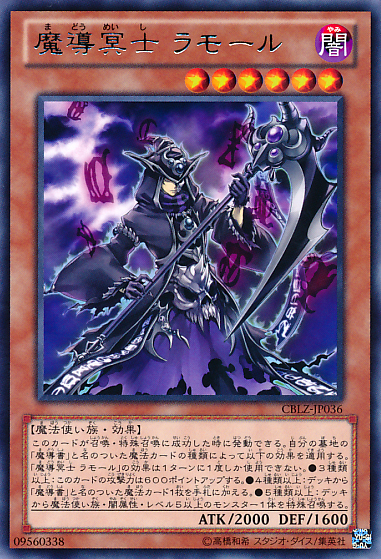 魔導冥士 ラモール
闇
CBLZ-JP036
【魔法使い族・効果】
このカードが召喚・特殊召喚に成功した時に発動できる。自分の墓地の
「魔導書」と名のついた魔法カードの種類によって以下の効果を適用する。
「魔導冥士 ラモール」の効果は1ターンに1度しか使用できない。●3種類以
上:このカードの攻撃力は600ポイントアップする。●4種類以上:デッキから
「魔導書」と名のついた魔法カード1枚を手札に加える。●5種類以上:デッキ
から魔法使い族・闇属性・レベル5以上のモンスター1体を特殊召喚する。
ATK/2000 DEF/1600
09560338 ©高橋和希 スタジオ・ダイス/集英社